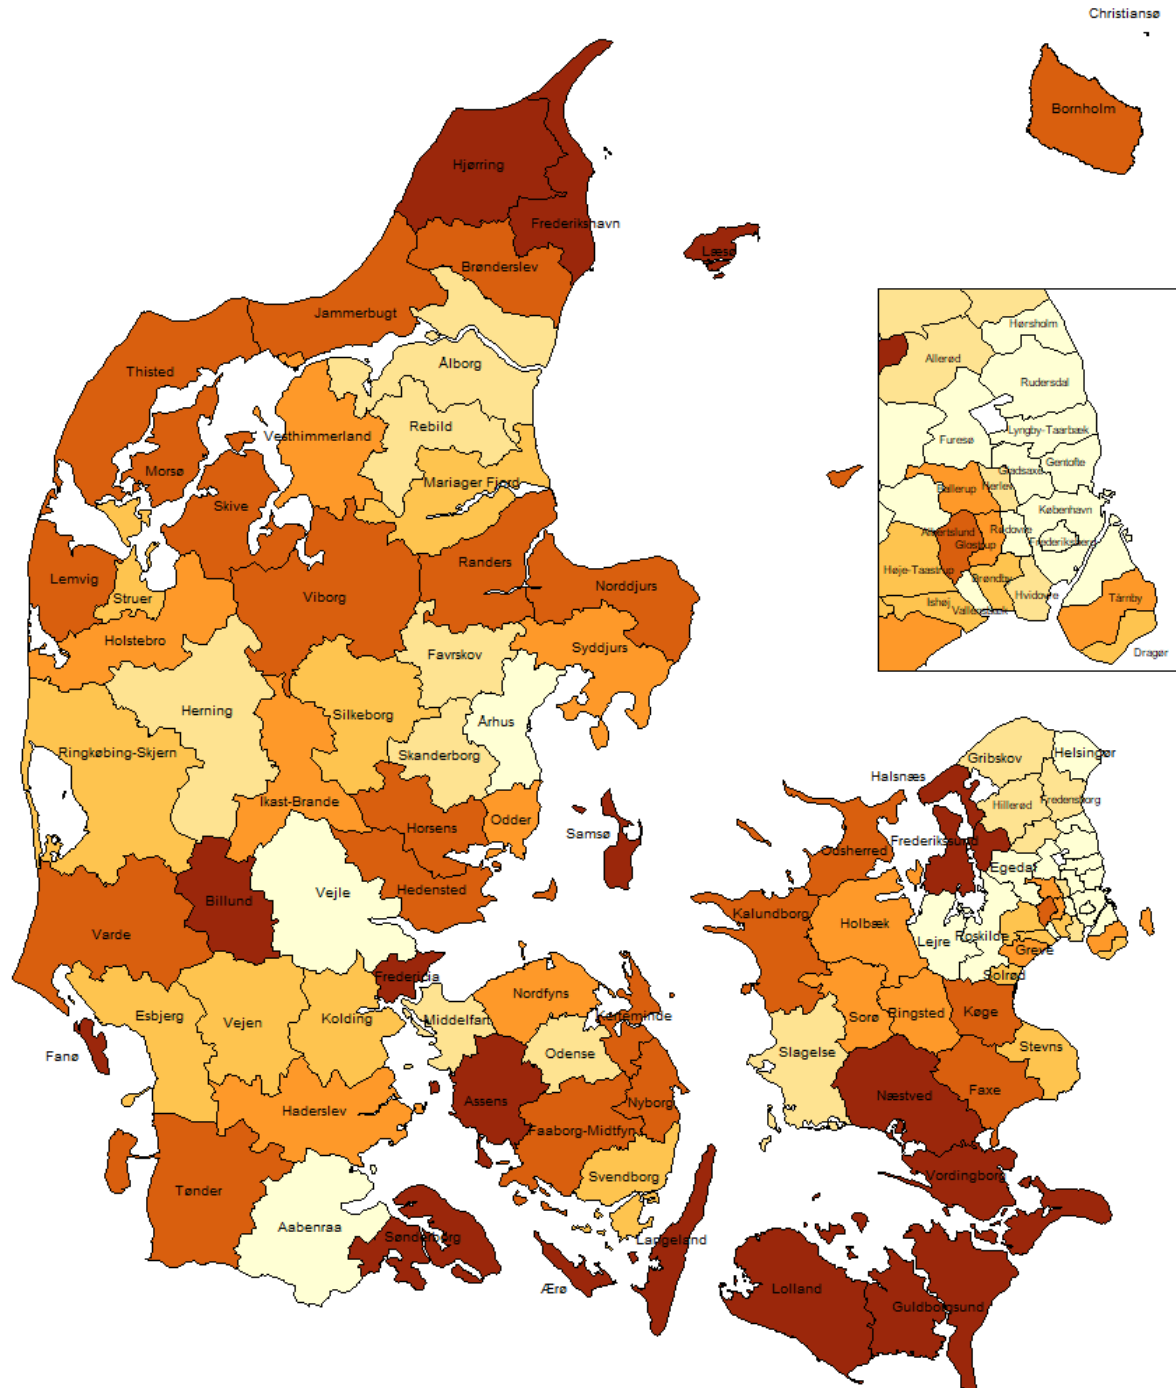 Christiansø
Bornholm
Hjørring
Frederikshavn
Læsø
Brønderslev
Jammerbugt
Thisted
Ålborg
Rebild
Vesthimmerland
Morsø
Mariager Fjord
Skive
Randers
Norddjurs
Lemvig
Viborg
Struer
Holstebro
Favrskov
Syddjurs
Herning
Silkeborg
Århus
Ringkøbing-Skjern
Skanderborg
Ikast-Brande
Horsens
Odder
Samsø
Hedensted
Billund
Vejle
Varde
Fredericia
Esbjerg
Vejen
Kolding
Middelfart
Nordfyns
Kerteminde
Fanø
Odense
Haderslev
Assens
Nyborg
Faaborg-Midtfyn
Svendborg
Tønder
Aabenraa
Sønderborg
Langeland
Ærø
Hørsholm
Allerød
Rudersdal
Lyngby-Taarbæk
Furesø
Gentofte
Gladsaxe
Herlev
Ballerup
København
Albertslund
Rødovre
Glostrup
Frederiksberg
Høje-Taastrup
Brøndby
Hvidovre
Ishøj
Vallensbæk
Tårnby
Dragør
Gribskov
Helsingør
Halsnæs
Hillerød
Fredensborg
Frederikssund
Odsherred
Egedal
Kalundborg
Holbæk
Lejre
Roskilde
Greve
Solrød
Sorø
Ringsted
Køge
Slagelse
Stevns
Næstved
Faxe
Vordingborg
Lolland
Guldborgsund